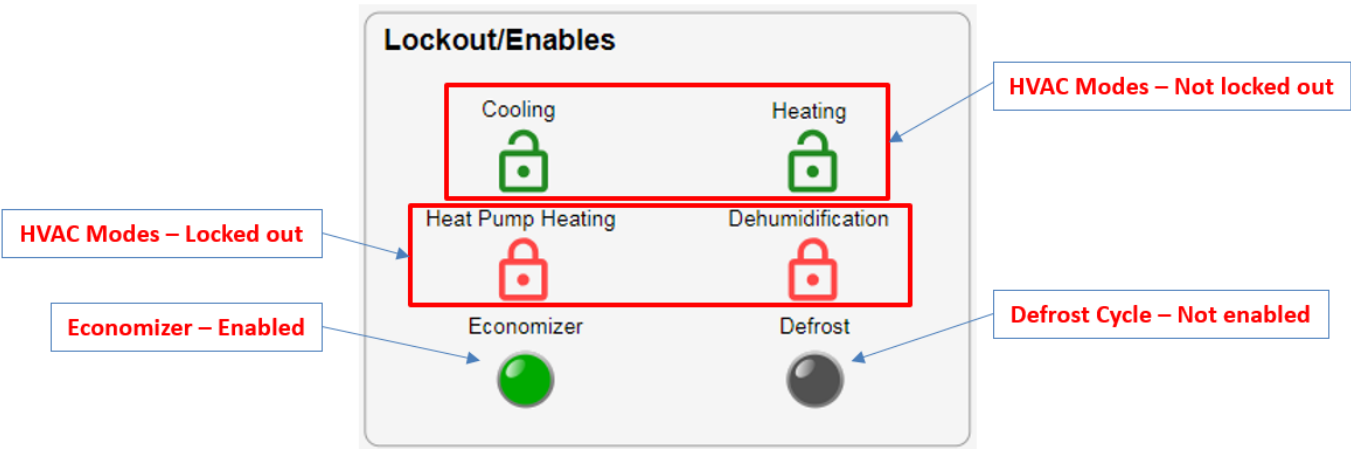 Lockout/Enables
HVAC Modes – Not locked out
Cooling
Heating
HVAC Modes – Locked out
Heat Pump Heating
Dehumidification
Economizer – Enabled
Economizer
Defrost
Defrost Cycle – Not enabled